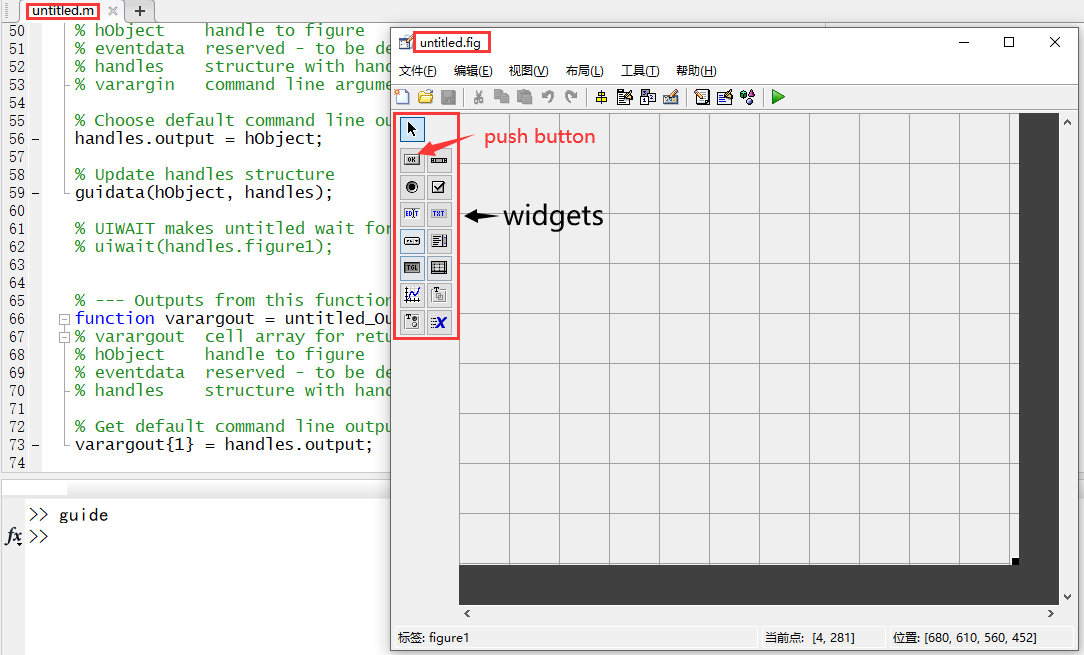 untitled.m
50 % hObject    handle to figure
51 % eventdata  reserved - to be de
52 % handles    structure with hand
53 % varargin   command line argume
54
55 % Choose default command line ou
56 – handles.output = hObject;
57
58 % Update handles structure
59 – guidata(hObject, handles);
60
61 % UIWAIT makes untitled wait for
62 % uiwait(handles.figure1);
63
64
65 % --- Outputs from this function
66 function varargout = untitled_Ou
67 % varargout  cell array for retu
68 % hObject    handle to figure
69 % eventdata  reserved - to be de
70 % handles    structure with hand
71
72 % Get default command line outpu
73 – varargout{1} = handles.output;
74
>> guide
fx >>
untitled.fig
文件(F) 编辑(E) 视图(V) 布局(L) 工具(T) 帮助(H)
push button
OK
EDIT TXT
widgets
TGL
标签: figure1 当前点: [4, 281] 位置: [680, 610, 560, 452]